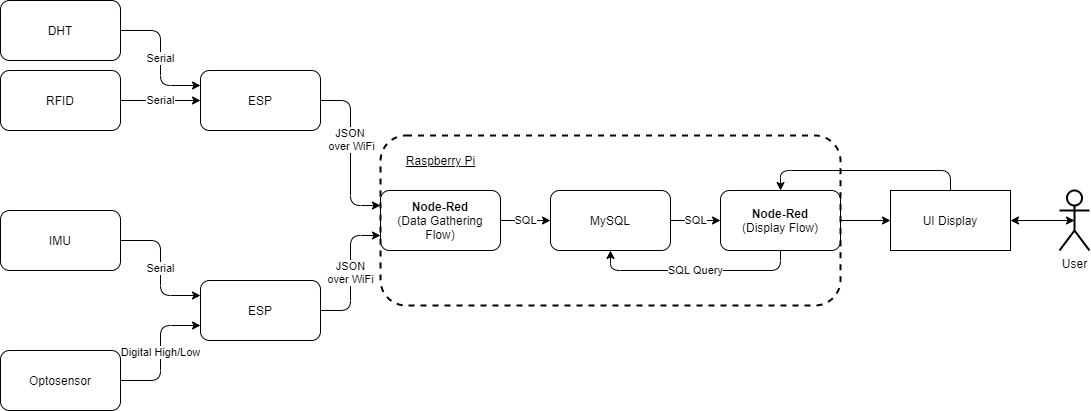 DHT
Serial
RFID
Serial
ESP
JSON
over WiFi
Raspberry Pi
Node-Red
(Data Gathering
Flow)
SQL
MySQL
SQL
Node-Red
(Display Flow)
UI Display
User
SQL Query
IMU
Serial
JSON
over WiFi
ESP
Digital High/Low
Optosensor